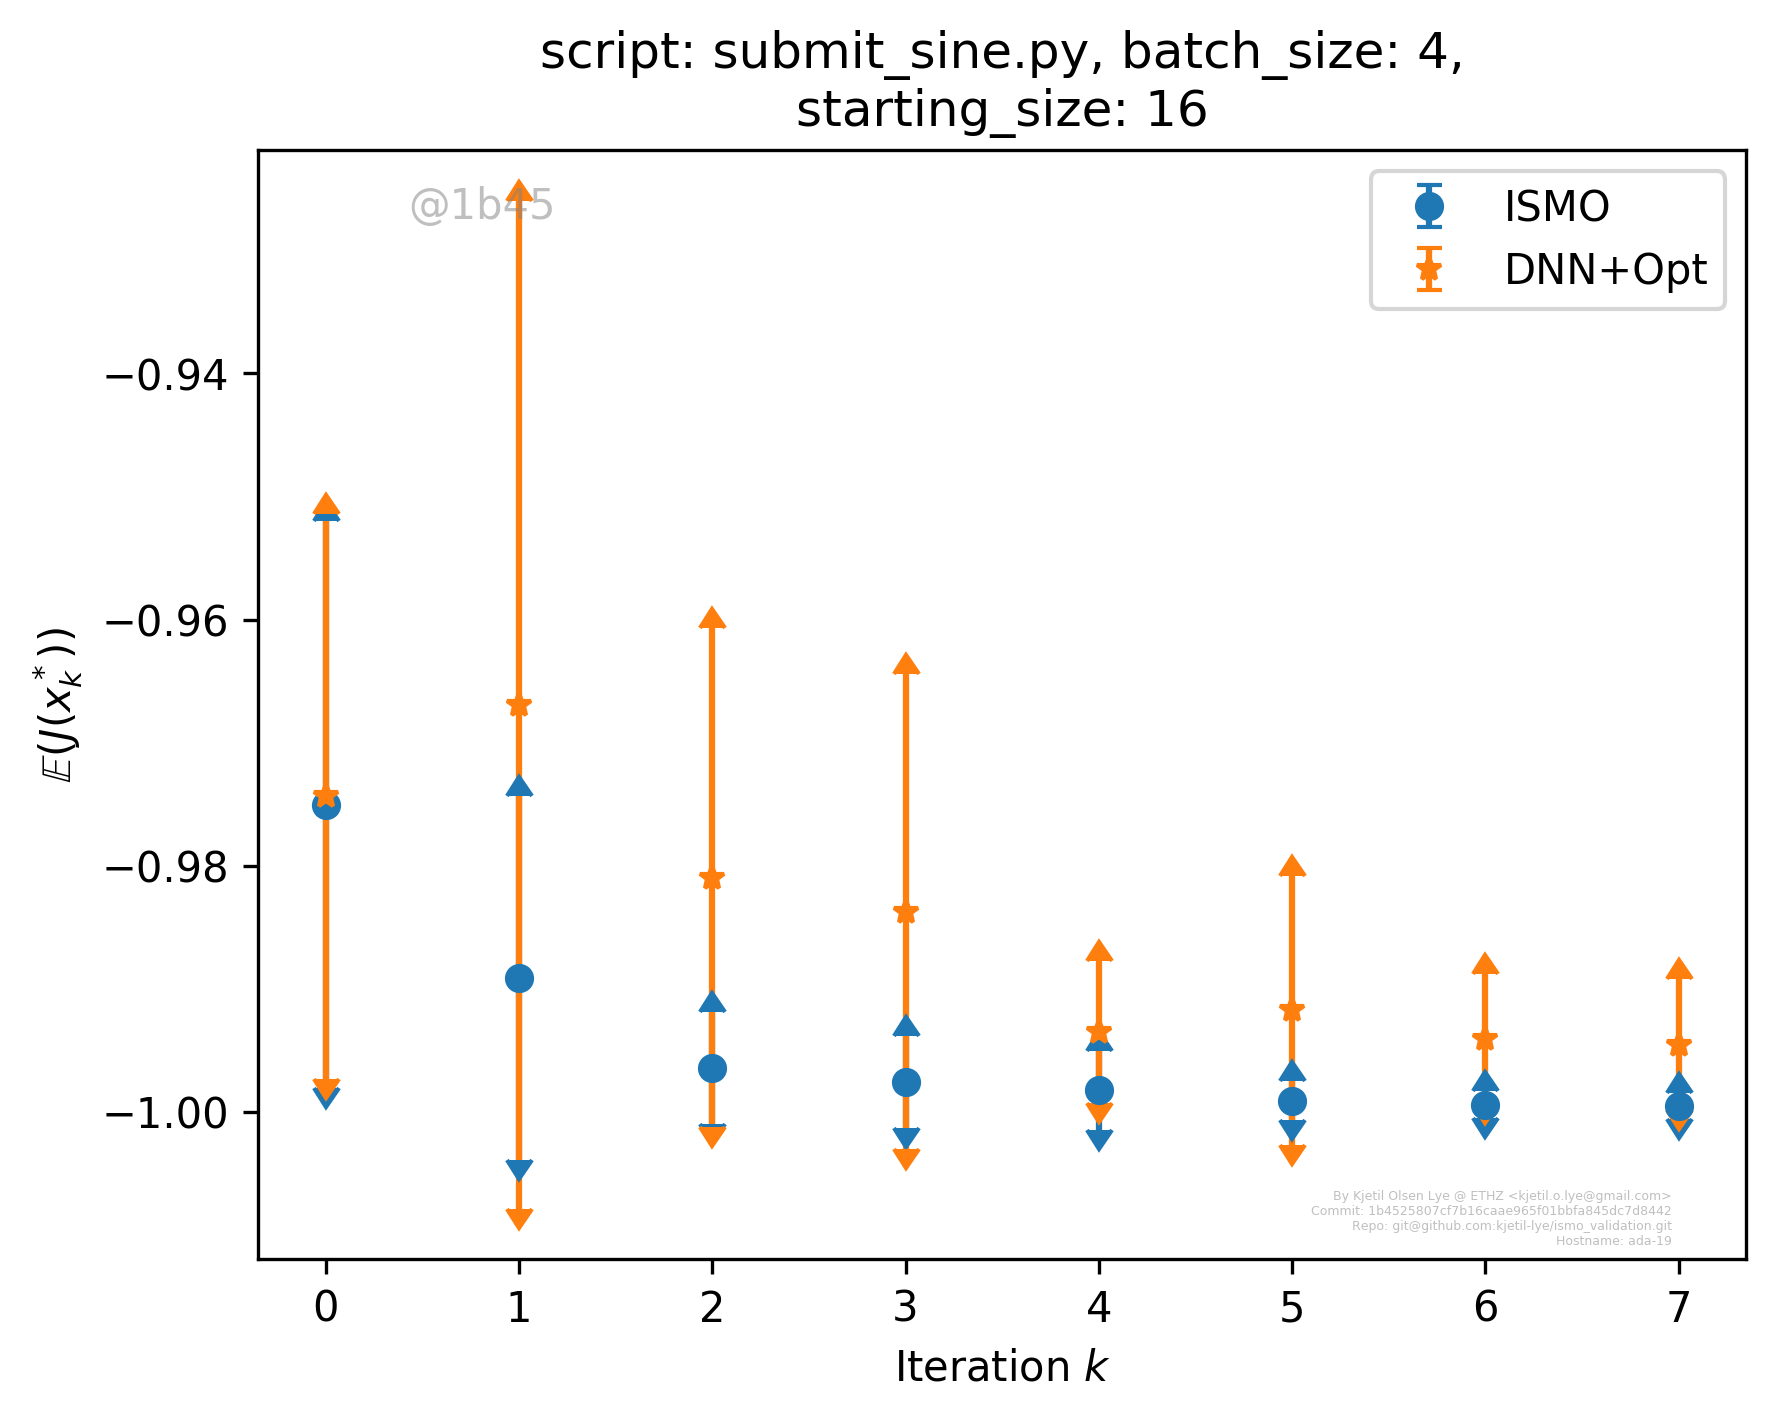 script: submit_sine.py, batch_size: 4,
starting_size: 16
@1b45
ISMO
DNN+Opt
−0.94
−0.96
−0.98
−1.00
𝔼(J(x*k))
By Kjetil Olsen Lye @ ETHZ <kjetil.o.lye@gmail.com>
Commit: 1b4525807cf7b16caae965f01bbfa845dc7d8442
Repo: git@github.com:kjetil-lye/ismo_validation.git
Hostname: ada-19
0 1 2 3 4 5 6 7
Iteration k